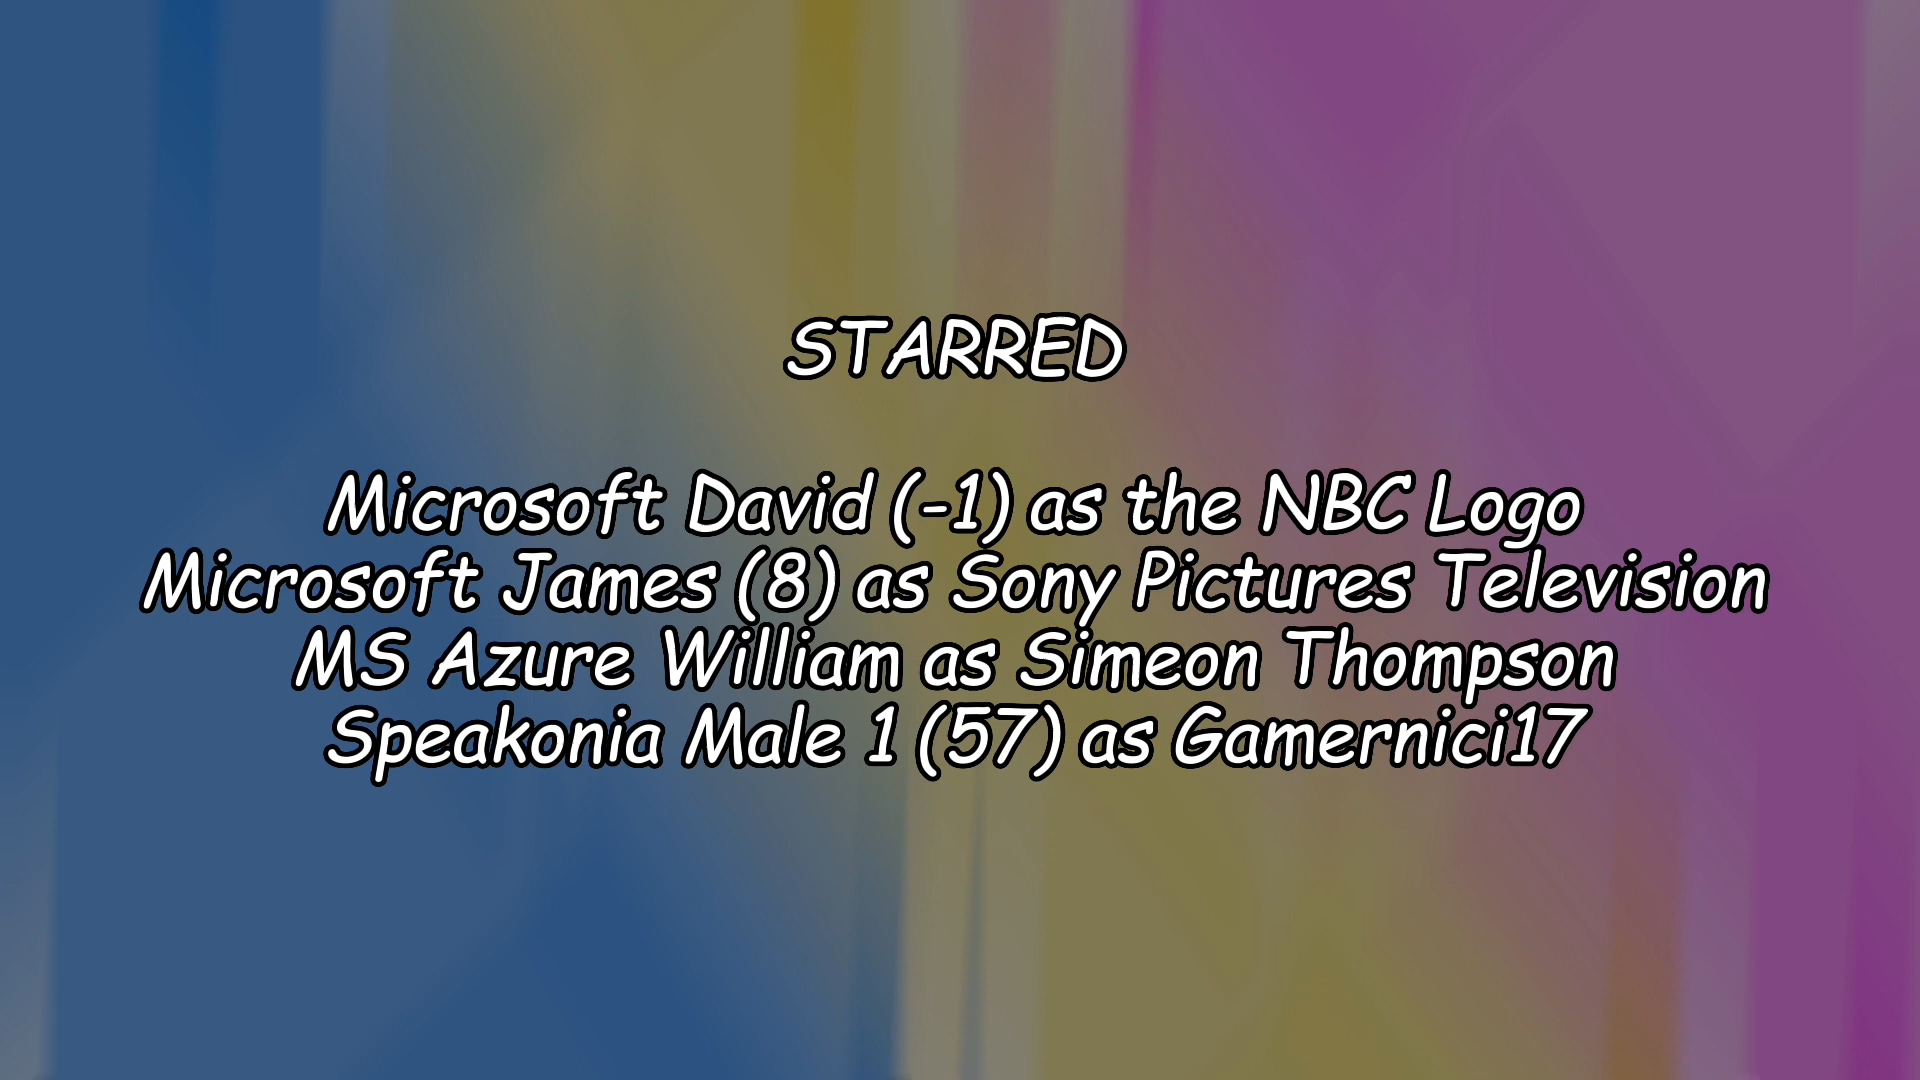 STARRED
Microsoft David (-1) as the NBC Logo
Microsoft James (8) as Sony Pictures Television
MS Azure William as Simeon Thompson
Speakonia Male 1 (57) as Gamernici17